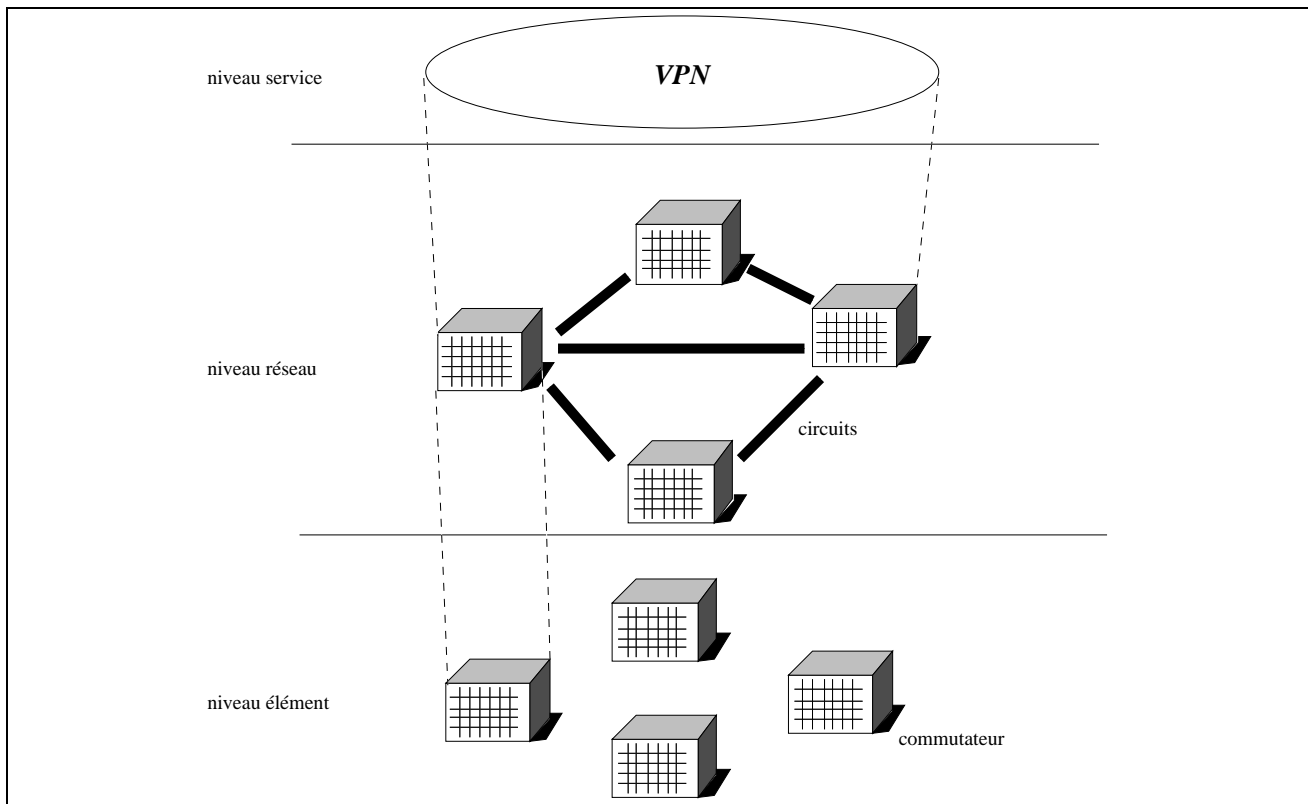 niveau service
VPN
niveau réseau
circuits
niveau élément
commutateur